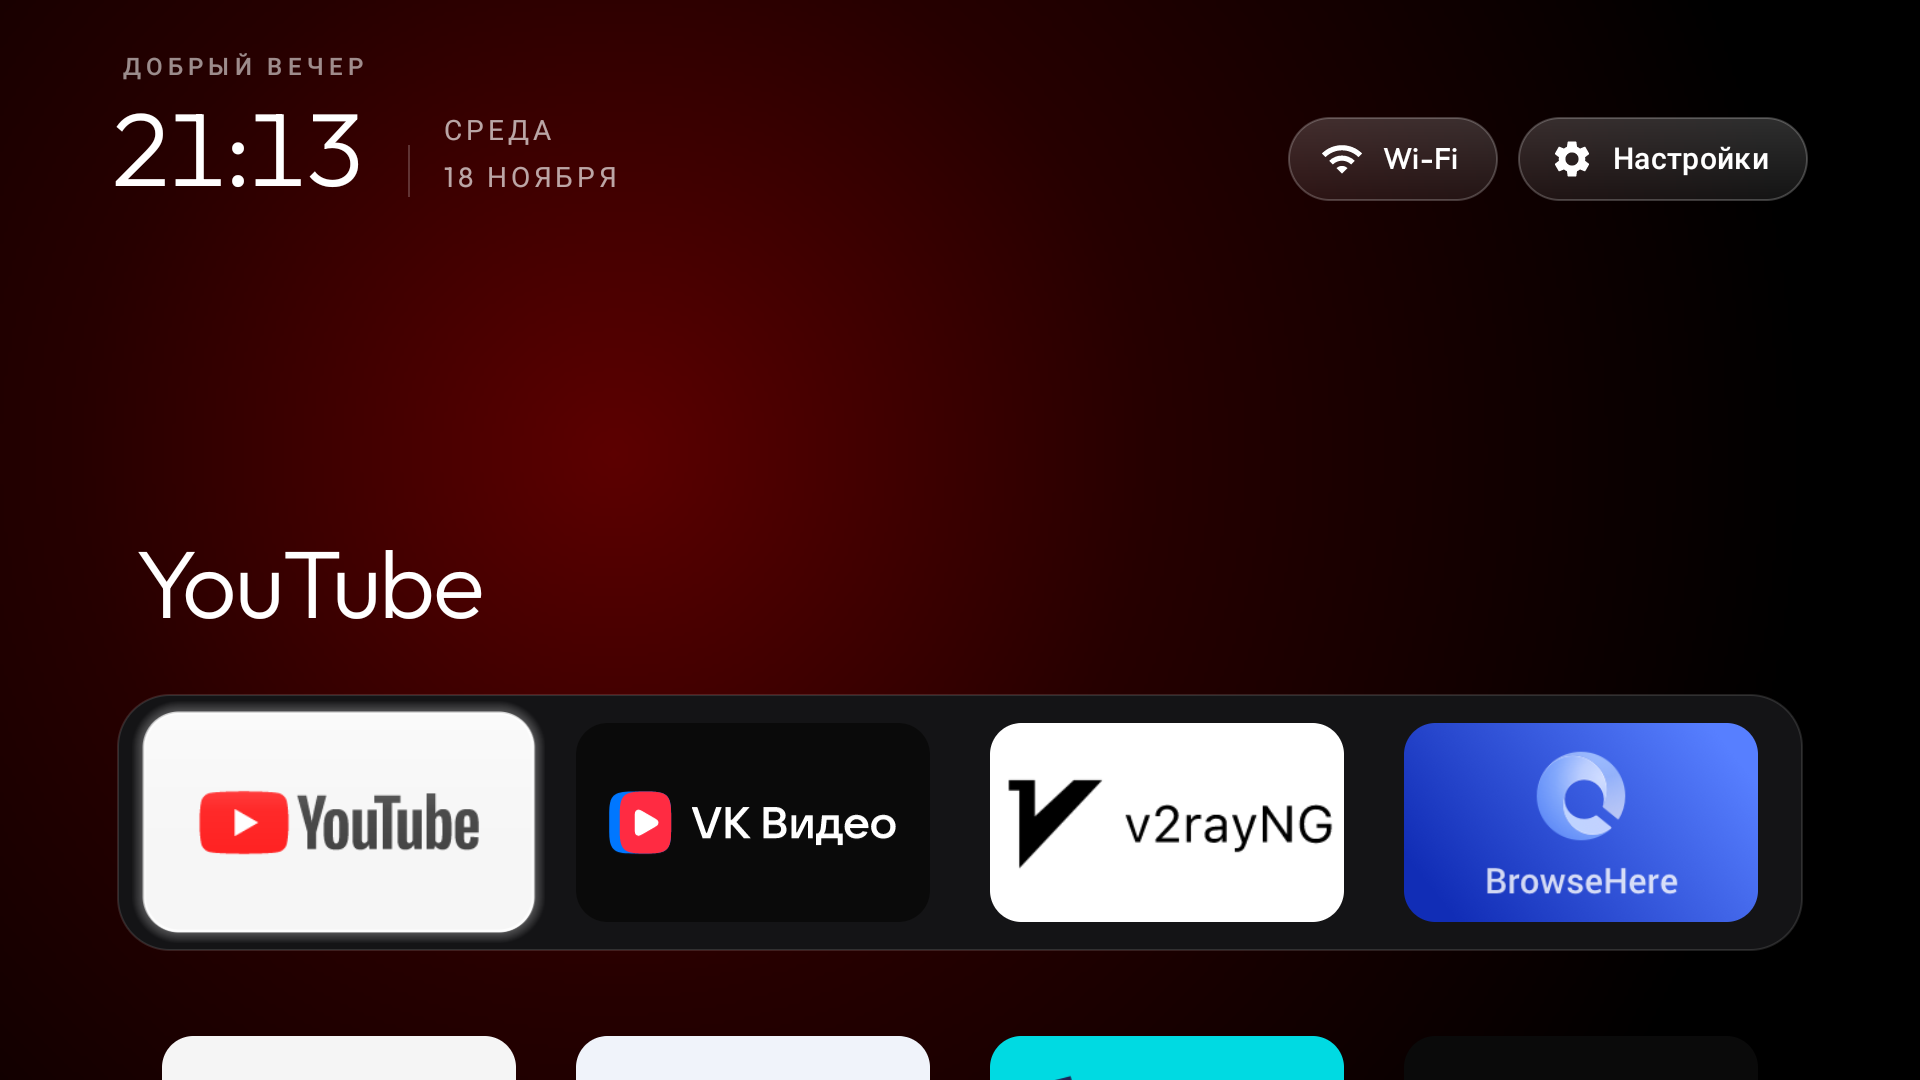 ДОБРЫЙ ВЕЧЕР
21:13
СРЕДА
18 НОЯБРЯ
Wi-Fi
Настройки
YouTube
YouTube
VK Видео
v2rayNG
BrowseHere